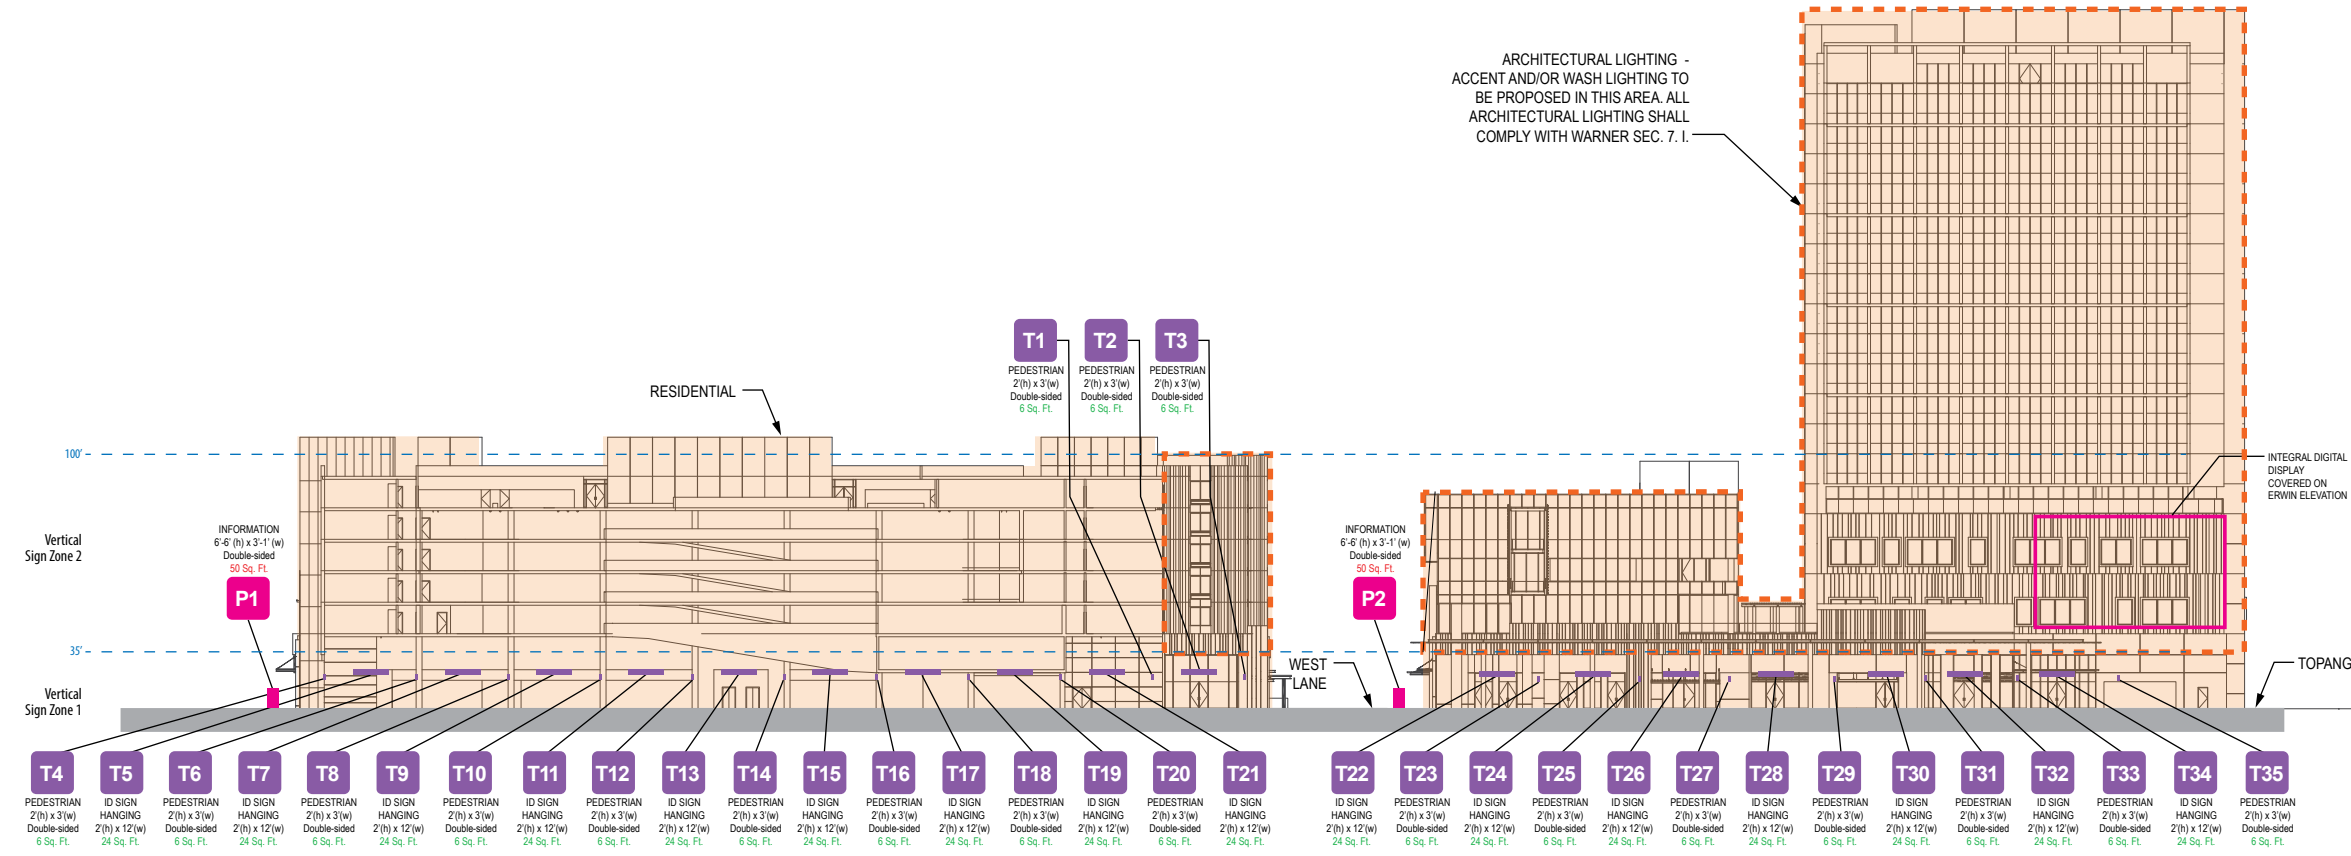 ARCHITECTURAL LIGHTING -
ACCENT AND/OR WASH LIGHTING TO
BE PROPOSED IN THIS AREA. ALL
ARCHITECTURAL LIGHTING SHALL
COMPLY WITH WARNER SEC. 7. I.
T1
PEDESTRIAN
2'(h) x 3'(w)
Double-sided
6 Sq. Ft.
T2
PEDESTRIAN
2'(h) x 3'(w)
Double-sided
6 Sq. Ft.
T3
PEDESTRIAN
2'(h) x 3'(w)
Double-sided
6 Sq. Ft.
RESIDENTIAL
100'
INTEGRAL DIGITAL
DISPLAY
COVERED ON
ERWIN ELEVATION
Vertical
Sign Zone 2
INFORMATION
6'-6' (h) x 3'-1' (w)
Double-sided
50 Sq. Ft.
P1
INFORMATION
6'-6' (h) x 3'-1' (w)
Double-sided
50 Sq. Ft.
P2
35'
WEST
LANE
TOPANG
Vertical
Sign Zone 1
T4
PEDESTRIAN
2'(h) x 3'(w)
Double-sided
6 Sq. Ft.
T5
ID SIGN
HANGING
2'(h) x 12'(w)
24 Sq. Ft.
T6
PEDESTRIAN
2'(h) x 3'(w)
Double-sided
6 Sq. Ft.
T7
ID SIGN
HANGING
2'(h) x 12'(w)
24 Sq. Ft.
T8
PEDESTRIAN
2'(h) x 3'(w)
Double-sided
6 Sq. Ft.
T9
ID SIGN
HANGING
2'(h) x 12'(w)
24 Sq. Ft.
T10
PEDESTRIAN
2'(h) x 3'(w)
Double-sided
6 Sq. Ft.
T11
ID SIGN
HANGING
2'(h) x 12'(w)
24 Sq. Ft.
T12
PEDESTRIAN
2'(h) x 3'(w)
Double-sided
6 Sq. Ft.
T13
ID SIGN
HANGING
2'(h) x 12'(w)
24 Sq. Ft.
T14
PEDESTRIAN
2'(h) x 3'(w)
Double-sided
6 Sq. Ft.
T15
ID SIGN
HANGING
2'(h) x 12'(w)
24 Sq. Ft.
T16
PEDESTRIAN
2'(h) x 3'(w)
Double-sided
6 Sq. Ft.
T17
ID SIGN
HANGING
2'(h) x 12'(w)
24 Sq. Ft.
T18
PEDESTRIAN
2'(h) x 3'(w)
Double-sided
6 Sq. Ft.
T19
ID SIGN
HANGING
2'(h) x 12'(w)
24 Sq. Ft.
T20
PEDESTRIAN
2'(h) x 3'(w)
Double-sided
6 Sq. Ft.
T21
ID SIGN
HANGING
2'(h) x 12'(w)
24 Sq. Ft.
T22
ID SIGN
HANGING
2'(h) x 12'(w)
24 Sq. Ft.
T23
PEDESTRIAN
2'(h) x 3'(w)
Double-sided
6 Sq. Ft.
T24
ID SIGN
HANGING
2'(h) x 12'(w)
24 Sq. Ft.
T25
PEDESTRIAN
2'(h) x 3'(w)
Double-sided
6 Sq. Ft.
T26
ID SIGN
HANGING
2'(h) x 12'(w)
24 Sq. Ft.
T27
PEDESTRIAN
2'(h) x 3'(w)
Double-sided
6 Sq. Ft.
T28
ID SIGN
HANGING
2'(h) x 12'(w)
24 Sq. Ft.
T29
PEDESTRIAN
2'(h) x 3'(w)
Double-sided
6 Sq. Ft.
T30
ID SIGN
HANGING
2'(h) x 12'(w)
24 Sq. Ft.
T31
PEDESTRIAN
2'(h) x 3'(w)
Double-sided
6 Sq. Ft.
T32
ID SIGN
HANGING
2'(h) x 12'(w)
24 Sq. Ft.
T33
PEDESTRIAN
2'(h) x 3'(w)
Double-sided
6 Sq. Ft.
T34
ID SIGN
HANGING
2'(h) x 12'(w)
24 Sq. Ft.
T35
PEDESTRIAN
2'(h) x 3'(w)
Double-sided
6 Sq. Ft.